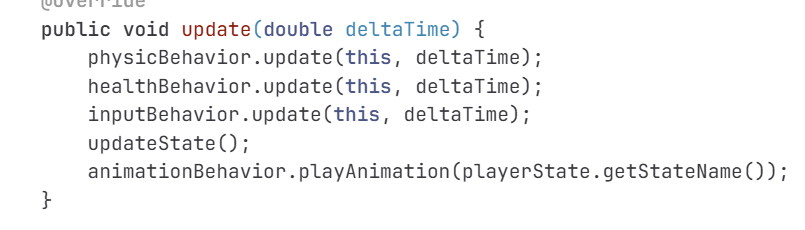 @Override
public void update(double deltaTime) {
physicBehavior.update(this, deltaTime);
healthBehavior.update(this, deltaTime);
inputBehavior.update(this, deltaTime);
updateState();
animationBehavior.playAnimation(playerState.getStateName());
}